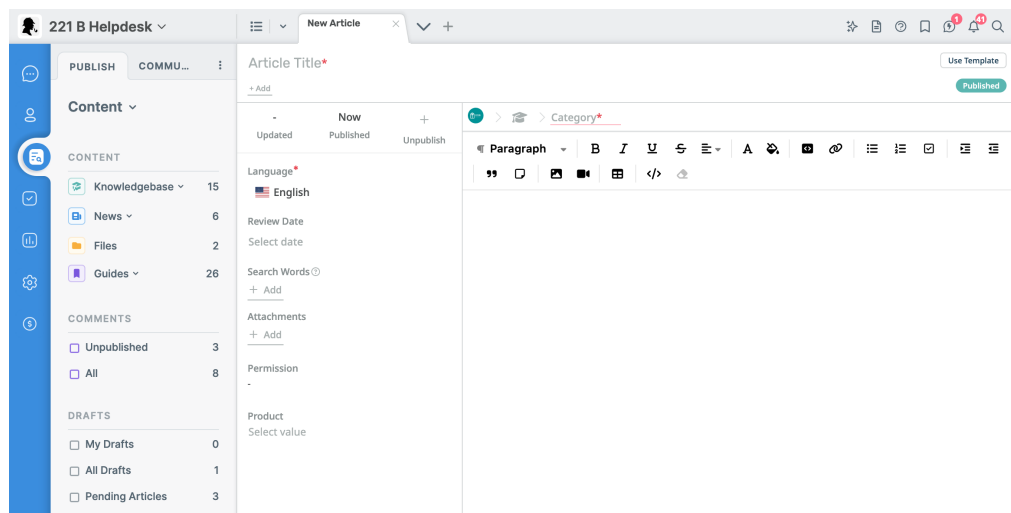 221 B Helpdesk
New Article
1
41
PUBLISH
COMMU...
Content
CONTENT
Knowledgebase 15
News 6
Files 2
Guides 26
COMMENTS
Unpublished 3
All 8
DRAFTS
My Drafts 0
All Drafts 1
Pending Articles 3
Article Title*
+ Add
Use Template
Published
-
Updated
Now
Published
+
Unpublish
Language*
English
Review Date
Select date
Search Words
+ Add
Attachments
+ Add
Permission
-
Product
Select value
Category*
¶ Paragraph B I U S A
</>